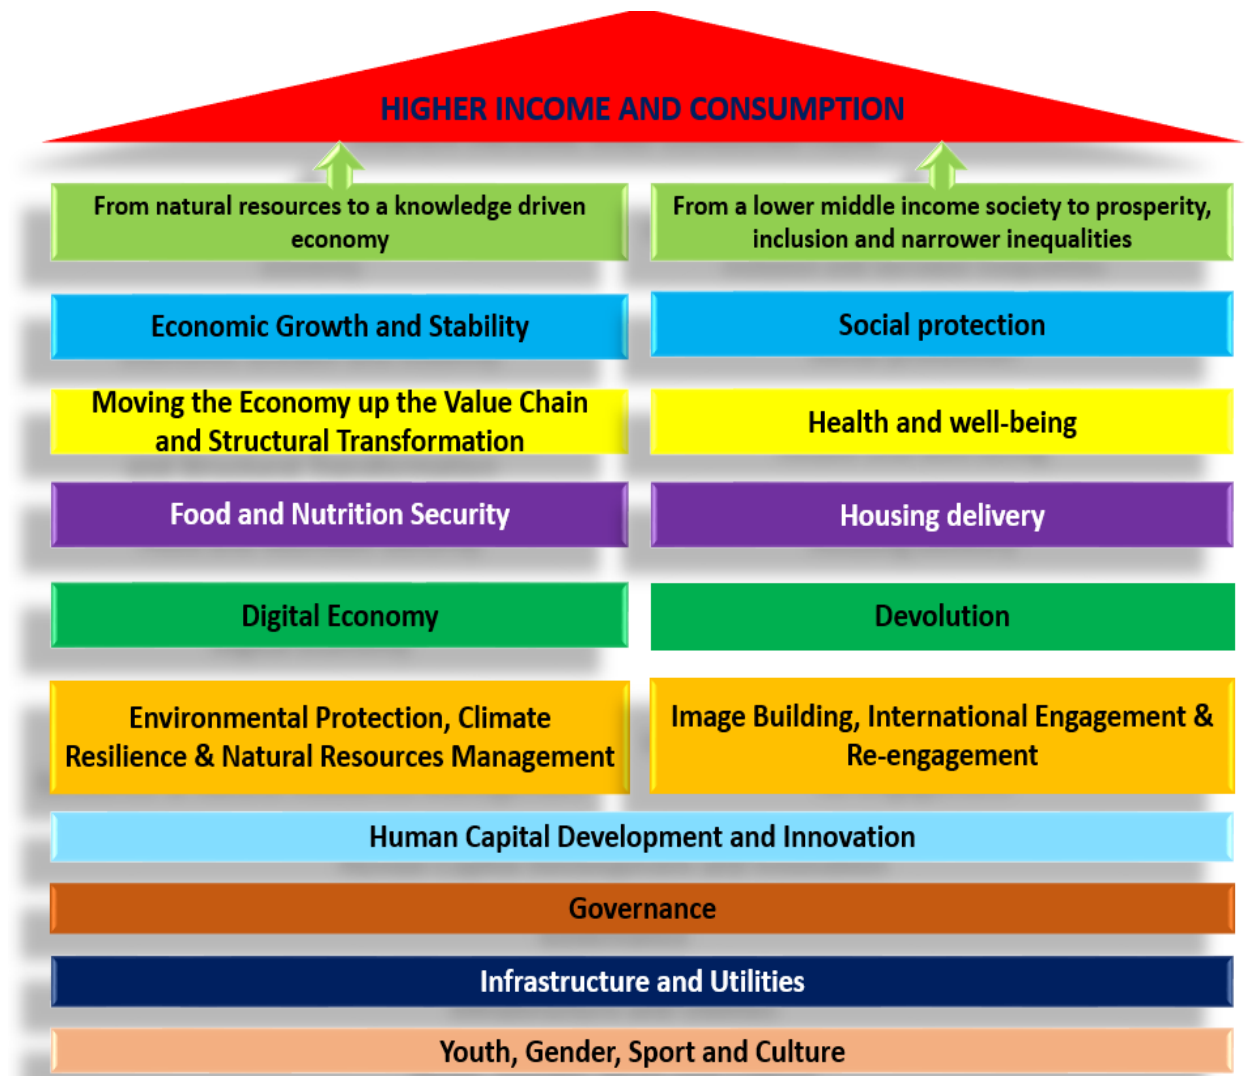 HIGHER INCOME AND CONSUMPTION
From natural resources to a knowledge driven
economy
From a lower middle income society to prosperity,
inclusion and narrower inequalities
Economic Growth and Stability
Social protection
Moving the Economy up the Value Chain
and Structural Transformation
Health and well-being
Food and Nutrition Security
Housing delivery
Digital Economy
Devolution
Environmental Protection, Climate
Resilience & Natural Resources Management
Image Building, International Engagement &
Re-engagement
Human Capital Development and Innovation
Governance
Infrastructure and Utilities
Youth, Gender, Sport and Culture